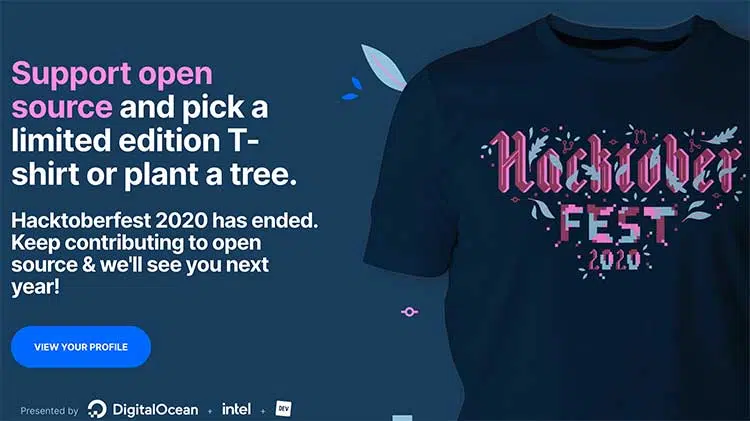 Support open
source and pick a
limited edition T-
shirt or plant a tree.
Hacktoberfest 2020 has ended.
Keep contributing to open
source & we'll see you next
year!
VIEW YOUR PROFILE
Presented by DigitalOcean + intel + DEV
Hacktober
FEST
2020